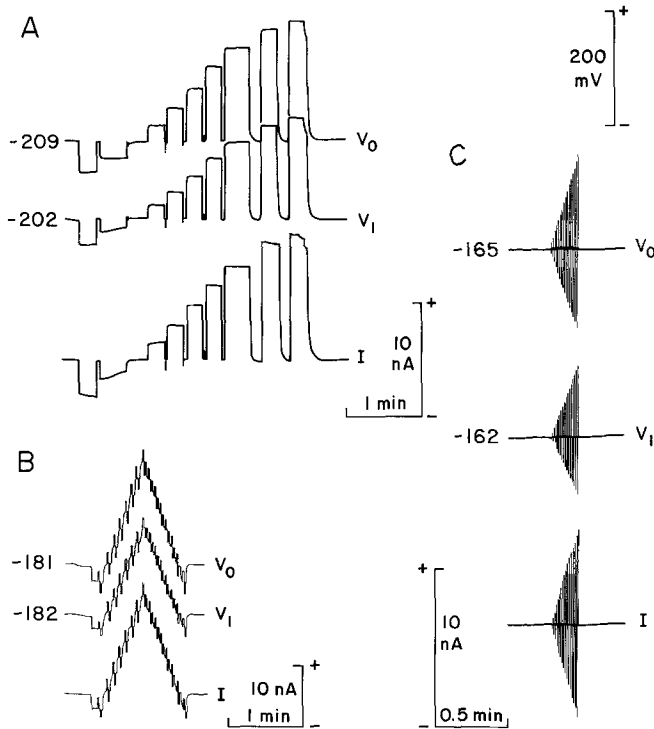 A
+
200
mV
-
-209
V₀
-202
V₁
I
+
10
nA
1 min
-
C
-165
V₀
-162
V₁
I
+
10
nA
-
0.5 min
B
-181
V₀
-182
V₁
I
+
10 nA
1 min
-